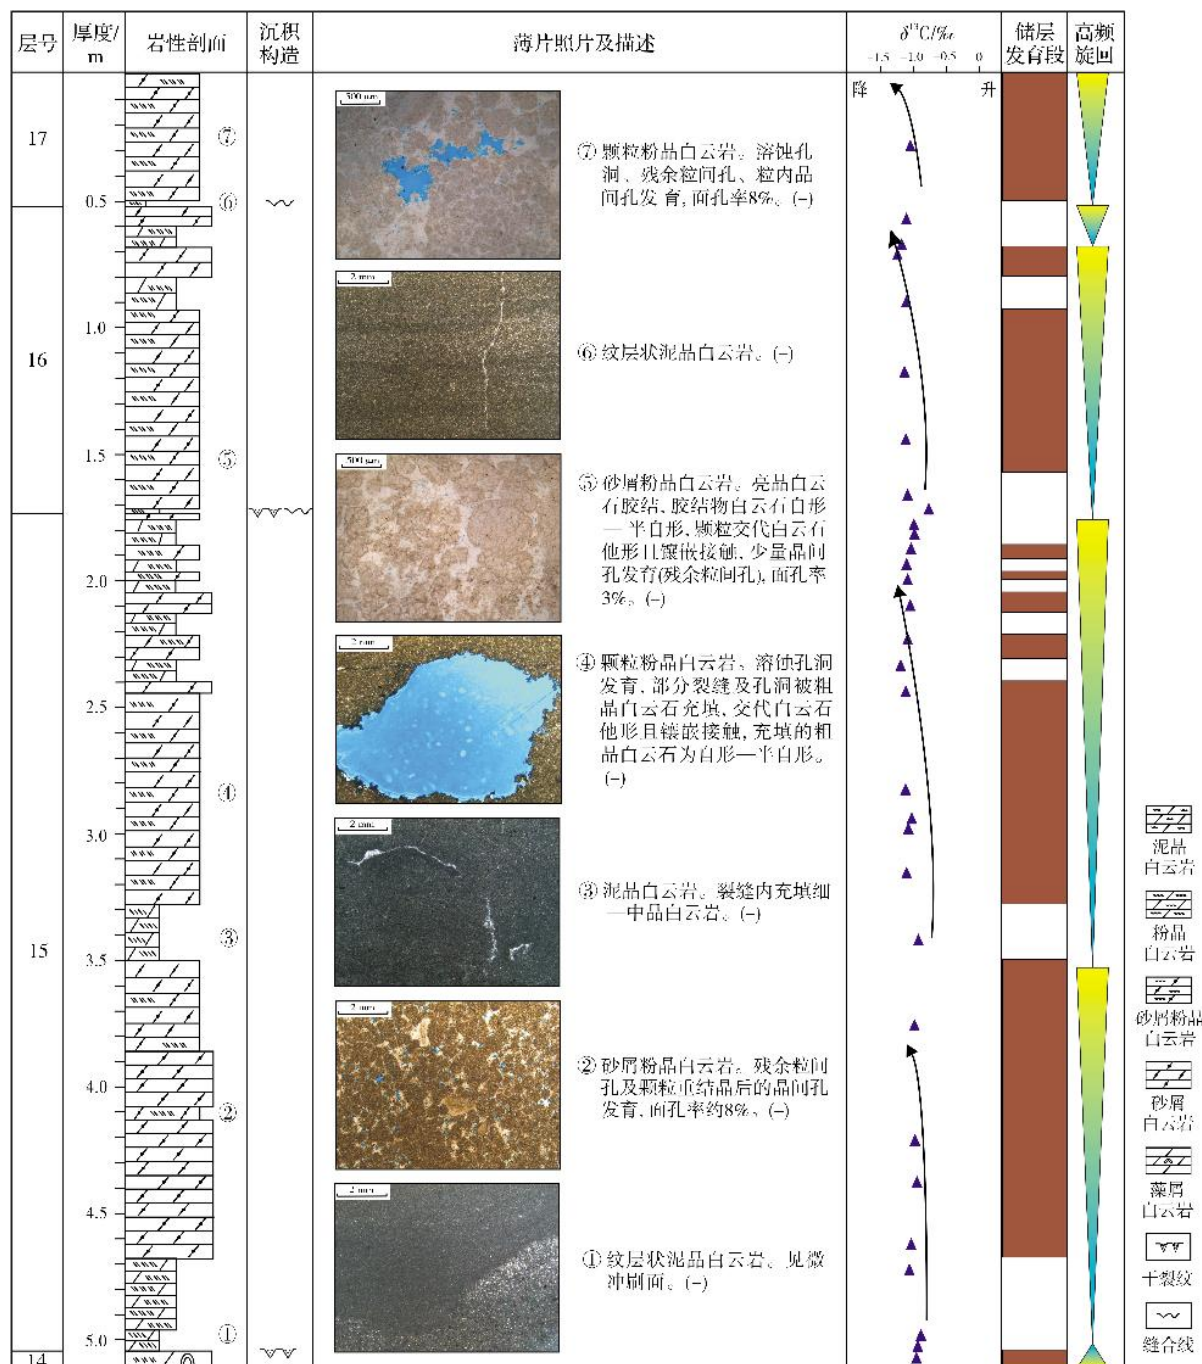 层号
厚度/
m
岩性剖面
沉积
构造
薄片照片及描述
δ¹³C/‰
-1.5 -1.0 -0.5 0
储层
发育段
高频
旋回
降 升
17
16
15
14
0.5
1.0
1.5
2.0
2.5
3.0
3.5
4.0
4.5
5.0
⑦
⑥
⑤
④
③
②
①
500 μm
⑦ 颗粒粉晶白云岩。溶蚀孔
洞、残余粒间孔、粒内晶
间孔发育,面孔率8%。(-)
2 mm
⑥ 纹层状泥晶白云岩。(-)
500 μm
⑤ 砂屑粉晶白云岩。亮晶白云
石胶结、胶结物白云石自形
—半自形,颗粒交代白云石
他形且镶嵌接触,少量晶间
孔发育(残余粒间孔),面孔率
3%。(-)
2 mm
④ 颗粒粉晶白云岩。溶蚀孔洞
发育,部分裂缝及孔洞被粗
晶白云石充填,交代白云石
他形且镶嵌接触,充填的粗
晶白云石为自形—半自形。
(-)
2 mm
③ 泥晶白云岩。裂缝内充填细
—中晶白云岩。(-)
2 mm
② 砂屑粉晶白云岩。残余粒间
孔及颗粒重结晶后的晶间孔
发育,面孔率约8%。(-)
2 mm
① 纹层状泥晶白云岩。见微
冲刷面。(-)
泥晶
白云岩
粉晶
白云岩
砂屑粉晶
白云岩
砂屑
白云岩
藻屑
白云岩
干裂纹
缝合线